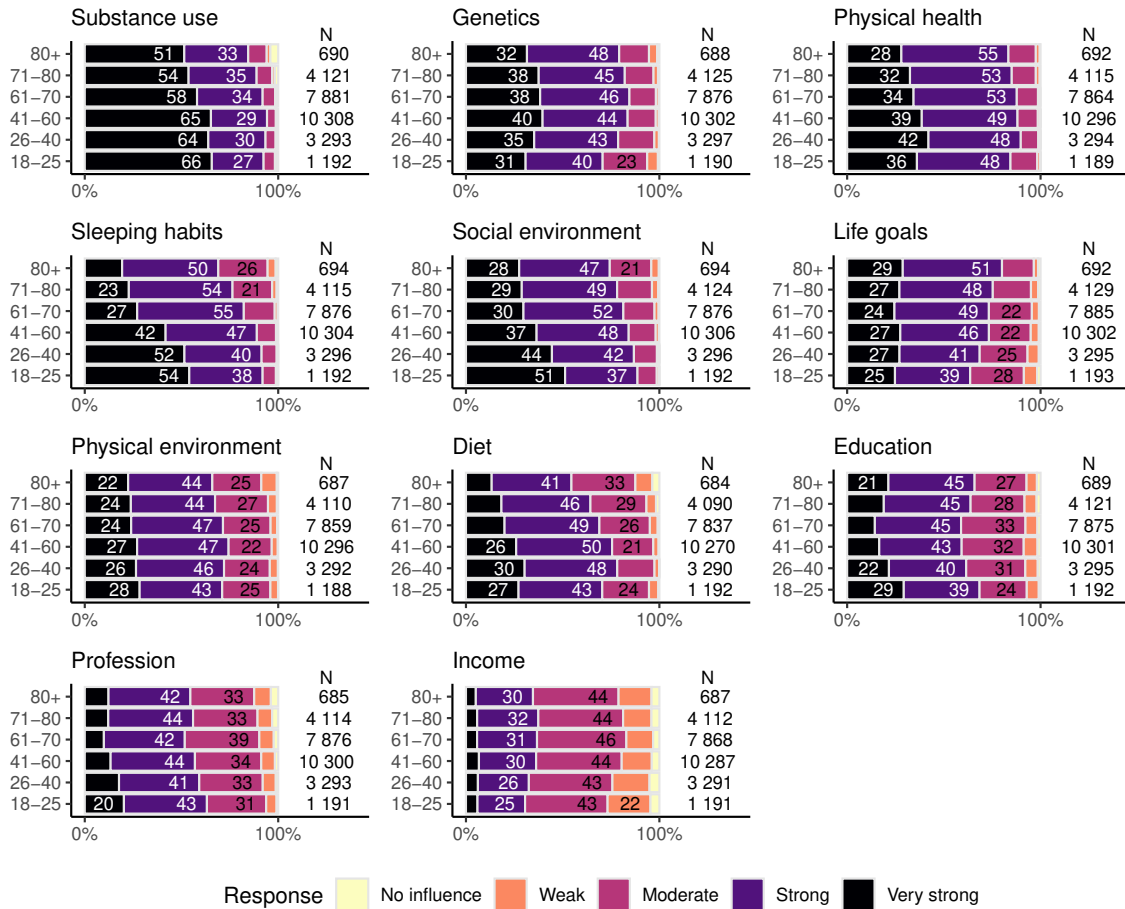 Substance use
N
80+ 51 33 690
71−80 54 35 4 121
61−70 58 34 7 881
41−60 65 29 10 308
26−40 64 30 3 293
18−25 66 27 1 192
0% 100%
Genetics
N
32 48 688
38 45 4 125
38 46 7 876
40 44 10 302
35 43 3 297
31 40 23 1 190
0% 100%
Physical health
N
28 55 692
32 53 4 115
34 53 7 864
39 49 10 296
42 48 3 294
36 48 1 189
0% 100%
Sleeping habits
N
80+ 50 26 694
71−80 23 54 21 4 115
61−70 27 55 7 876
41−60 42 47 10 304
26−40 52 40 3 296
18−25 54 38 1 192
0% 100%
Social environment
N
80+ 28 47 21 694
71−80 29 49 4 124
61−70 30 52 7 876
41−60 37 48 10 306
26−40 44 42 3 296
18−25 51 37 1 192
0% 100%
Life goals
N
80+ 29 51 692
71−80 27 48 4 129
61−70 24 49 22 7 885
41−60 27 46 22 10 302
26−40 27 41 25 3 295
18−25 25 39 28 1 193
0% 100%
Physical environment
N
80+ 22 44 25 687
71−80 24 44 27 4 110
61−70 24 47 25 7 859
41−60 27 47 22 10 296
26−40 26 46 24 3 292
18−25 28 43 25 1 188
0% 100%
Diet
N
80+ 41 33 684
71−80 46 29 4 090
61−70 49 26 7 837
41−60 26 50 21 10 270
26−40 30 48 3 290
18−25 27 43 24 1 192
0% 100%
Education
N
80+ 21 45 27 689
71−80 45 28 4 121
61−70 45 33 7 875
41−60 43 32 10 301
26−40 22 40 31 3 295
18−25 29 39 24 1 192
0% 100%
Profession
N
80+ 42 33 685
71−80 44 33 4 114
61−70 42 39 7 876
41−60 44 34 10 300
26−40 41 33 3 293
18−25 20 43 31 1 191
0% 100%
Income
N
80+ 30 44 687
71−80 32 44 4 112
61−70 31 46 7 868
41−60 30 44 10 287
26−40 26 43 3 291
18−25 25 43 22 1 191
0% 100%
Response No influence Weak Moderate Strong Very strong